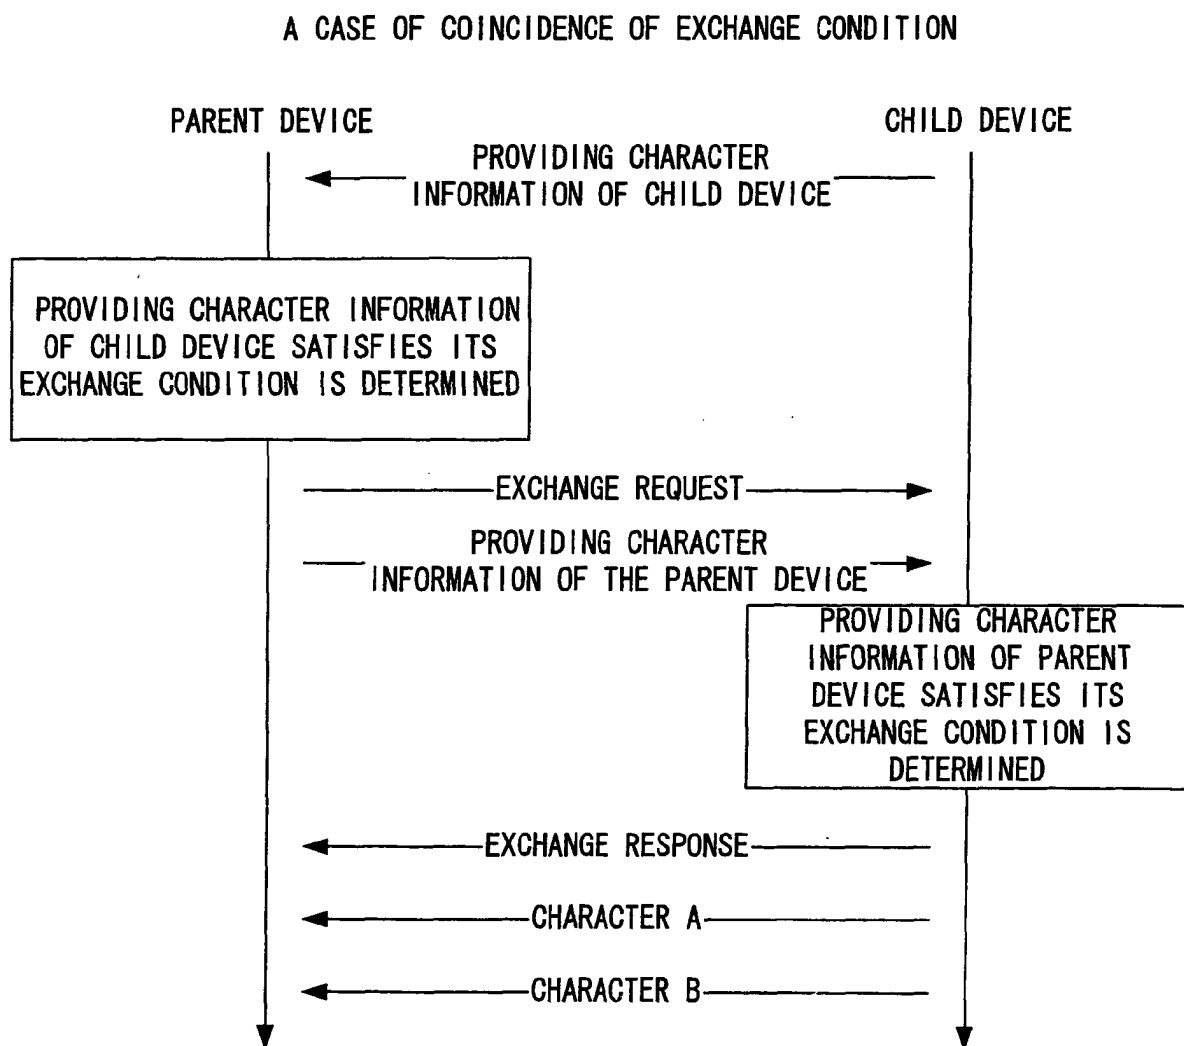 A CASE OF COINCIDENCE OF EXCHANGE CONDITION
PARENT DEVICE
CHILD DEVICE
PROVIDING CHARACTER
INFORMATION OF CHILD DEVICE
PROVIDING CHARACTER INFORMATION
OF CHILD DEVICE SATISFIES ITS
EXCHANGE CONDITION IS DETERMINED
EXCHANGE REQUEST
PROVIDING CHARACTER
INFORMATION OF THE PARENT DEVICE
PROVIDING CHARACTER
INFORMATION OF PARENT
DEVICE SATISFIES ITS
EXCHANGE CONDITION IS
DETERMINED
EXCHANGE RESPONSE
CHARACTER A
CHARACTER B